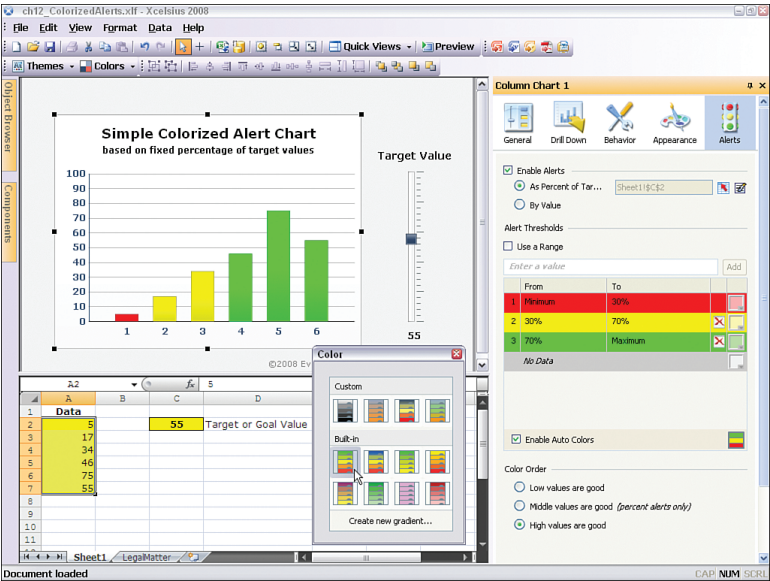 ch12_ColorizedAlerts.xlf - Xcelsius 2008
File Edit View Format Data Help
Quick Views Preview
Themes Colors
Object Browser
Components
Simple Colorized Alert Chart
based on fixed percentage of target values
Target Value
100
90
80
70
60
50
40
30
20
10
0
1 2 3 4 5 6
55
©2008 Ev
Column Chart 1
General Drill Down Behavior Appearance Alerts
Enable Alerts
As Percent of Tar... Sheet1!$C$2
By Value
Alert Thresholds
Use a Range
Enter a value Add
From To
1 Minimum 30%
2 30% 70%
3 70% Maximum
No Data
Enable Auto Colors
Color Order
Low values are good
Middle values are good (percent alerts only)
High values are good
Color
Custom
Built-in
Create new gradient...
A2 fx 5
A B C D
1 Data
2 5 55 Target or Goal Value
3 17
4 34
5 46
6 75
7 55
8
9
10
11
Sheet1 LegalMatter
Document loaded
CAP NUM SCRL